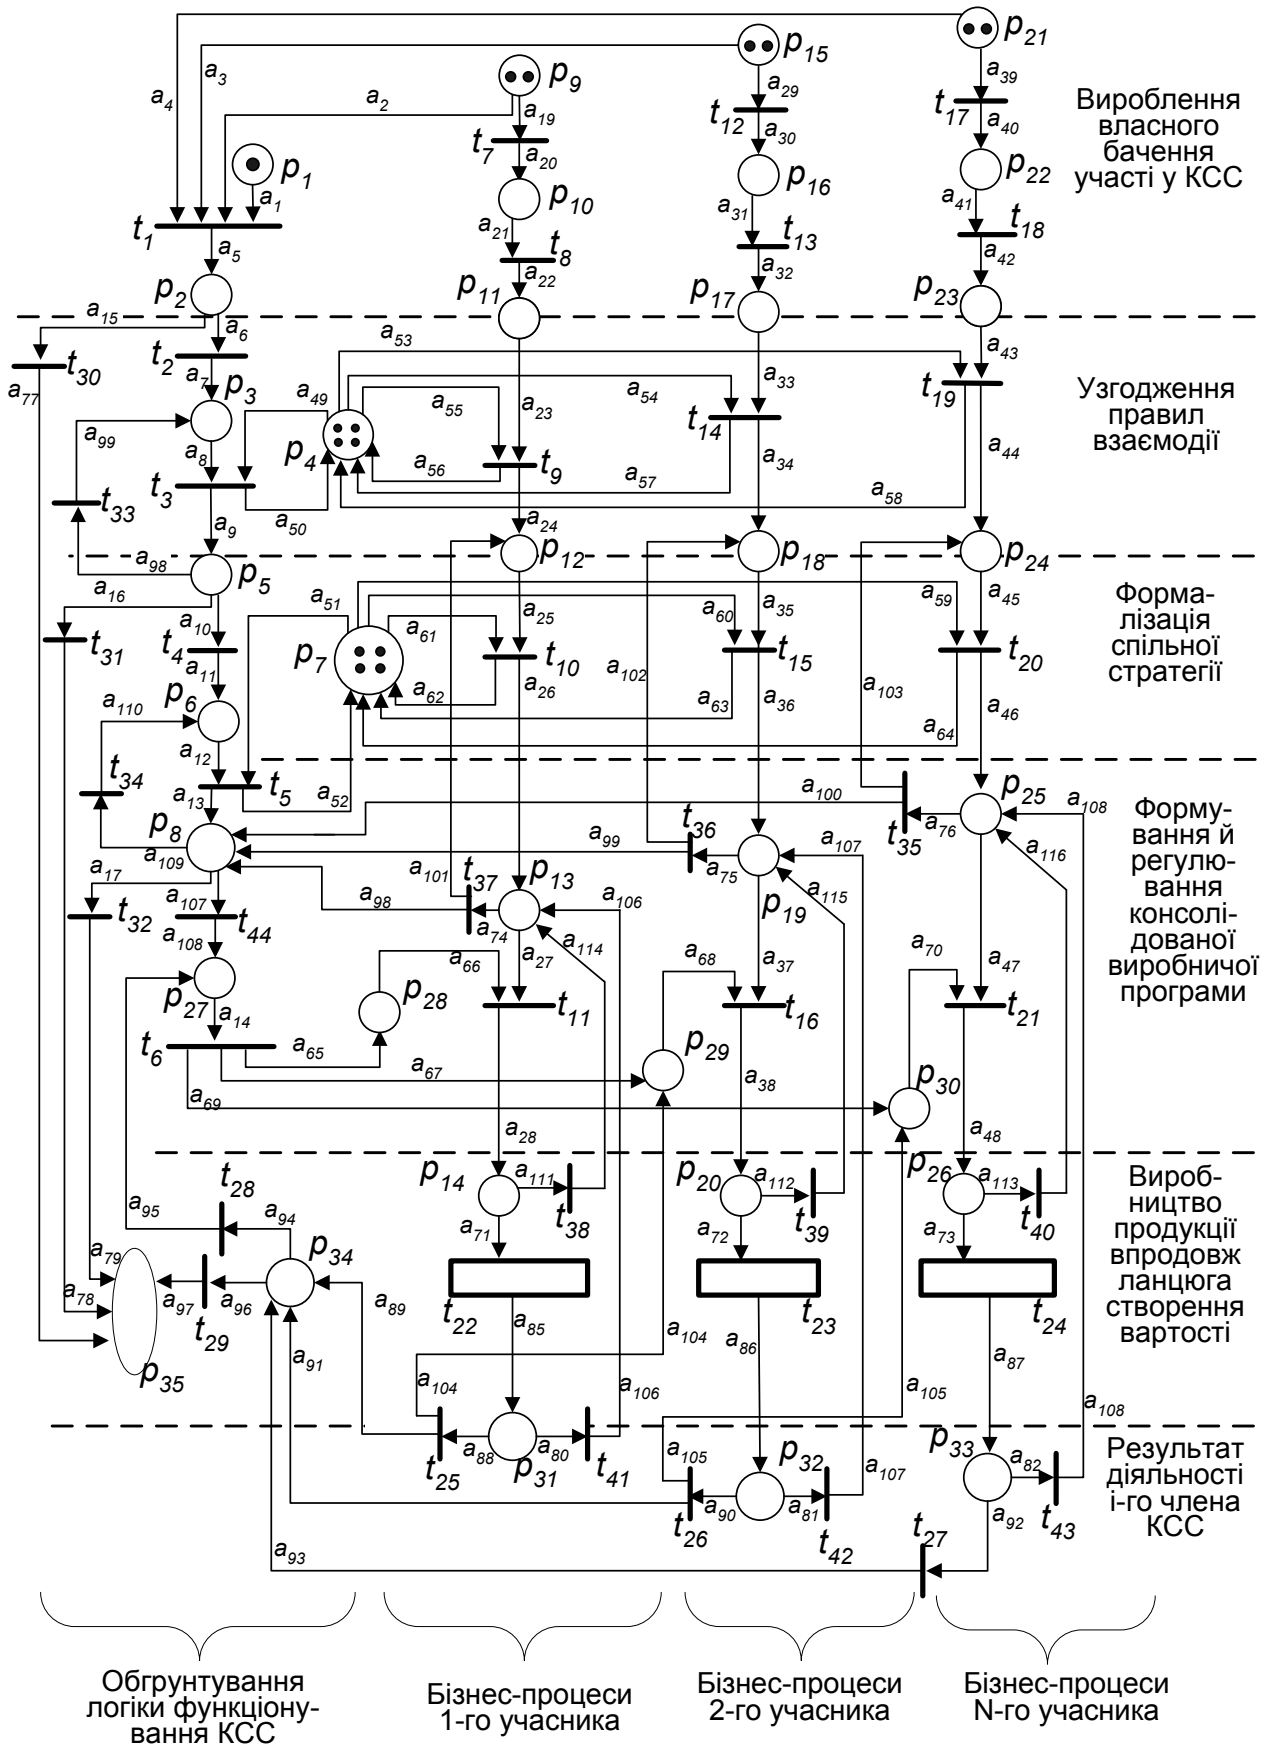 p21
p15
a39
a3
a4
a2
p9
a29
t17
Вироблення
власного
бачення
участі у КСС
a19
t12
a40
a30
t7
a20
p1
p16
p22
p10
a1
a31
a41
t1
a21
t13
t18
a5
t8
a32
a42
a22
p2
p11
p17
p23
a15
a6
a53
a43
t2
t30
a7
p3
a77
a49
a55
a54
a33
t19
Узгодження
правил
взаємодії
a99
a23
t14
a8
p4
a56
t9
a57
a34
a44
t3
a58
t33
a9
a50
a24
a98
p5
p12
p18
p24
a16
a51
a61
a25
a60
a35
a59
a45
Форма-
лізація
спільної
стратегії
a10
t31
t4
p7
t10
t15
t20
a11
a102
a62
a26
a103
p6
a110
a63
a36
a46
a12
a64
t34
t5
a13
a52
a100
p25
a108
p8
t36
t35
a76
Форму-
вання й
регулю-
вання
консолі-
дованої
виробничої
програми
a99
a107
a116
a109
a17
a101
t37
p13
a75
a115
a107
a98
a106
p19
t32
t44
a74
a114
a108
a66
a27
a68
a37
a70
a47
p27
p28
t11
t16
t21
a14
t6
a65
p29
a67
a38
p30
a69
a28
a48
p14
a111
p20
a112
p26
a113
Вироб-
ництво
продукції
впродовж
ланцюга
створення
вартості
t28
a95
a94
t38
t39
t40
a71
a72
a73
p34
a79
a78
a97
a96
a89
t29
t22
a85
t23
t24
a104
a86
p35
a91
a87
a104
a106
a105
a108
a88
a80
p32
p33
Результат
діяльності
і-го члена
КСС
t25
p31
t41
a105
a107
a82
a90
a81
a92
t26
t42
t27
t43
a93
Обгрунтування
логіки функціону-
вання КСС
Бізнес-процеси
1-го учасника
Бізнес-процеси
2-го учасника
Бізнес-процеси
N-го учасника